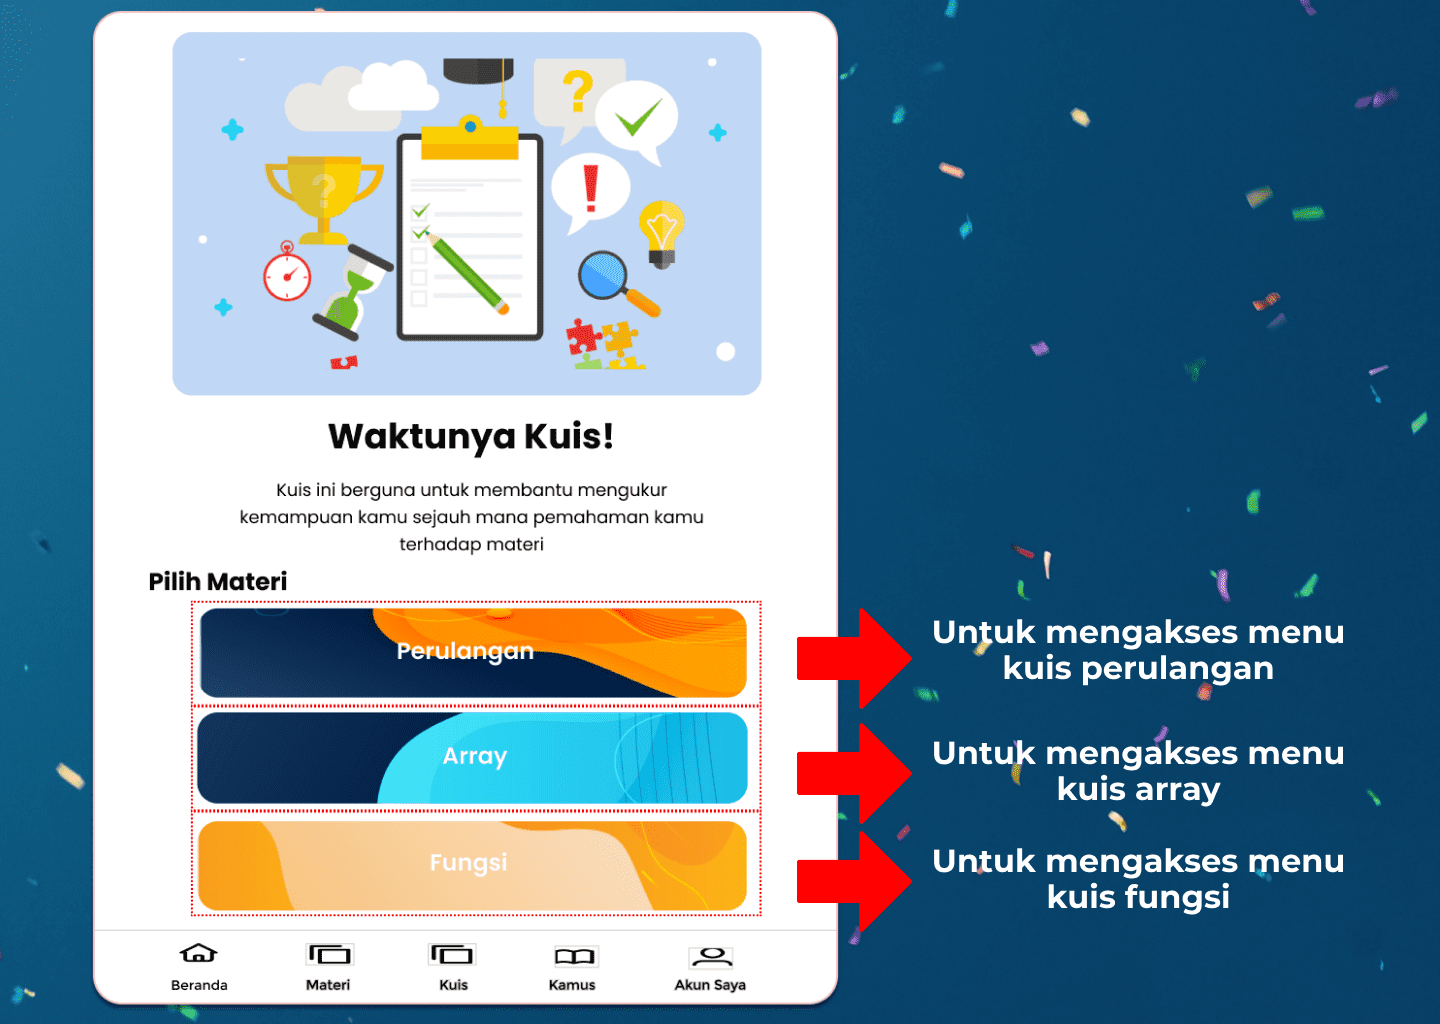 Waktunya Kuis!
Kuis ini berguna untuk membantu mengukur
kemampuan kamu sejauh mana pemahaman kamu
terhadap materi
Pilih Materi
Perulangan
Untuk mengakses menu
kuis perulangan
Array
Untuk mengakses menu
kuis array
Fungsi
Untuk mengakses menu
kuis fungsi
Beranda
Materi
Kuis
Kamus
Akun Saya